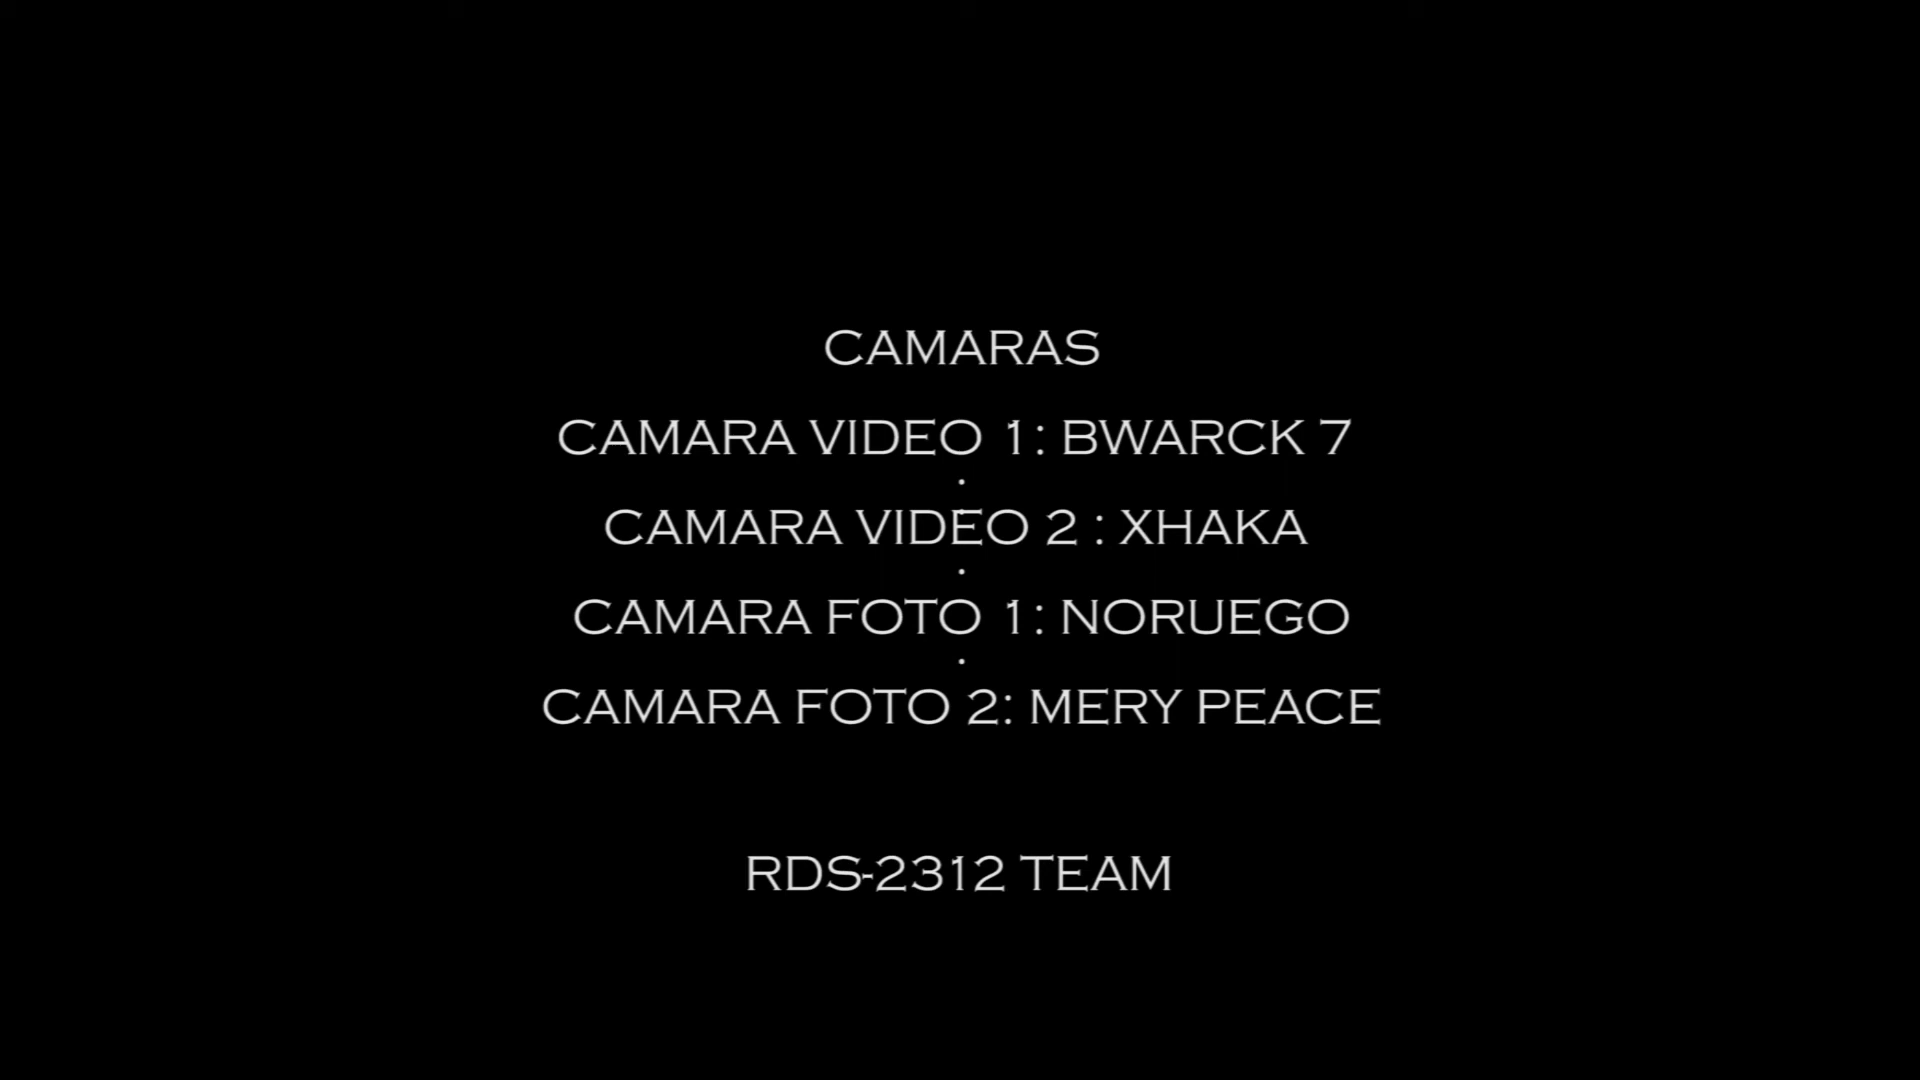 CAMARAS
CAMARA VIDEO 1: BWARCK 7
.
CAMARA VIDEO 2 : XHAKA
.
CAMARA FOTO 1: NORUEGO
.
CAMARA FOTO 2: MERY PEACE
RDS-2312 TEAM